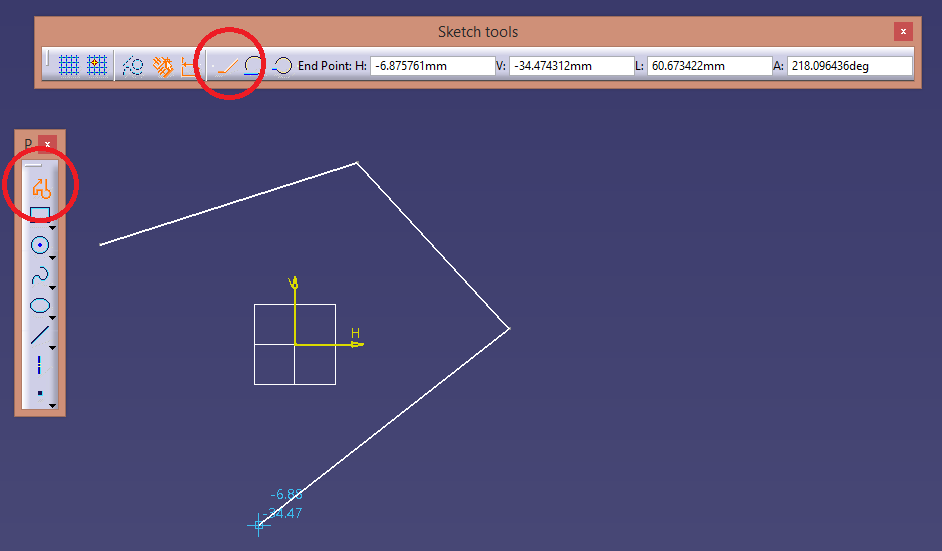 Sketch tools
x
End Point: H: -6.875761mm V: -34.474312mm L: 60.673422mm A: 218.096436deg
P x
V
H
-6.88
-34.47